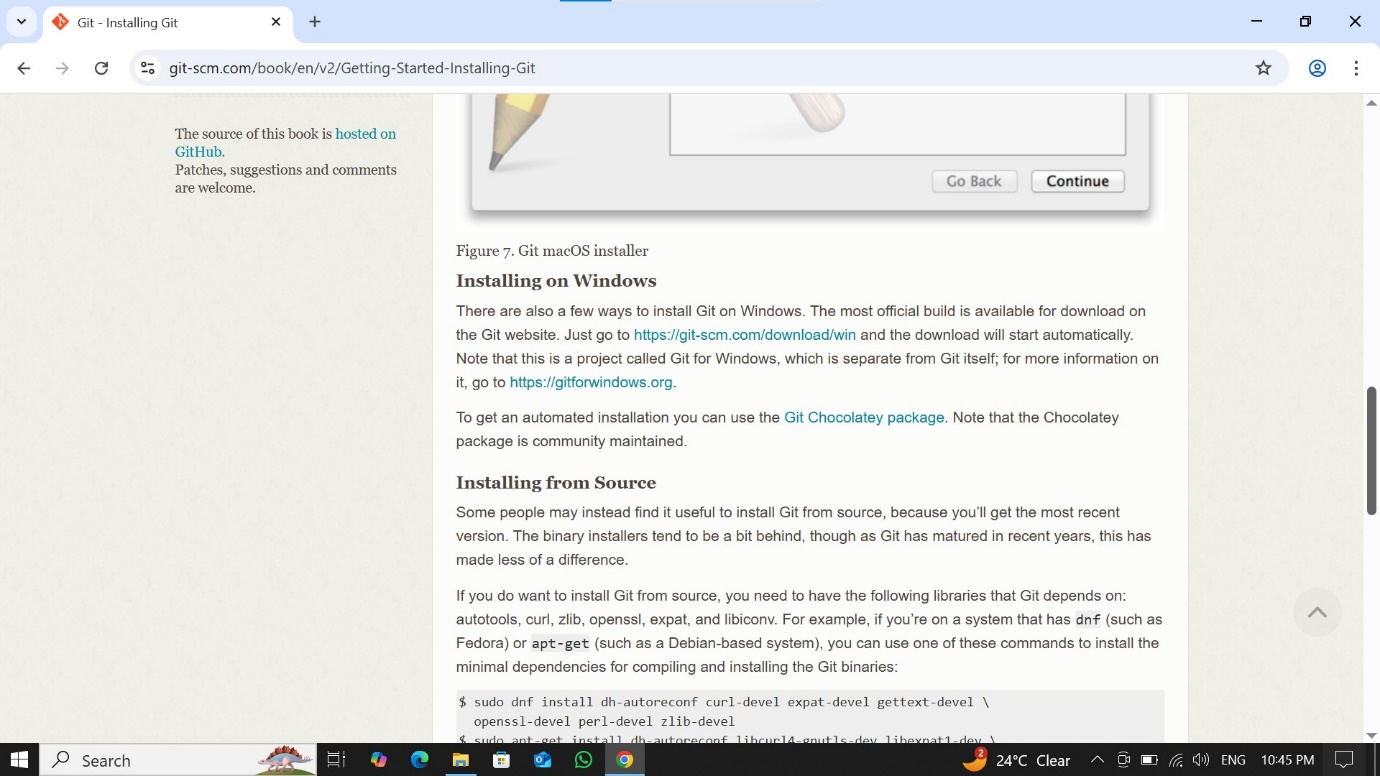 Git - Installing Git
git-scm.com/book/en/v2/Getting-Started-Installing-Git
The source of this book is hosted on
GitHub.
Patches, suggestions and comments
are welcome.
Go Back
Continue
Figure 7. Git macOS installer
Installing on Windows
There are also a few ways to install Git on Windows. The most official build is available for download on
the Git website. Just go to https://git-scm.com/download/win and the download will start automatically.
Note that this is a project called Git for Windows, which is separate from Git itself; for more information on
it, go to https://gitforwindows.org.
To get an automated installation you can use the Git Chocolatey package. Note that the Chocolatey
package is community maintained.
Installing from Source
Some people may instead find it useful to install Git from source, because you’ll get the most recent
version. The binary installers tend to be a bit behind, though as Git has matured in recent years, this has
made less of a difference.
If you do want to install Git from source, you need to have the following libraries that Git depends on:
autotools, curl, zlib, openssl, expat, and libiconv. For example, if you’re on a system that has dnf (such as
Fedora) or apt-get (such as a Debian-based system), you can use one of these commands to install the
minimal dependencies for compiling and installing the Git binaries:
$ sudo dnf install dh-autoreconf curl-devel expat-devel gettext-devel \
openssl-devel perl-devel zlib-devel
$ sudo apt-get install dh-autoreconf libcurl4-gnutls-dev libexpat1-dev \
Search
2
24°C Clear
ENG
10:45 PM